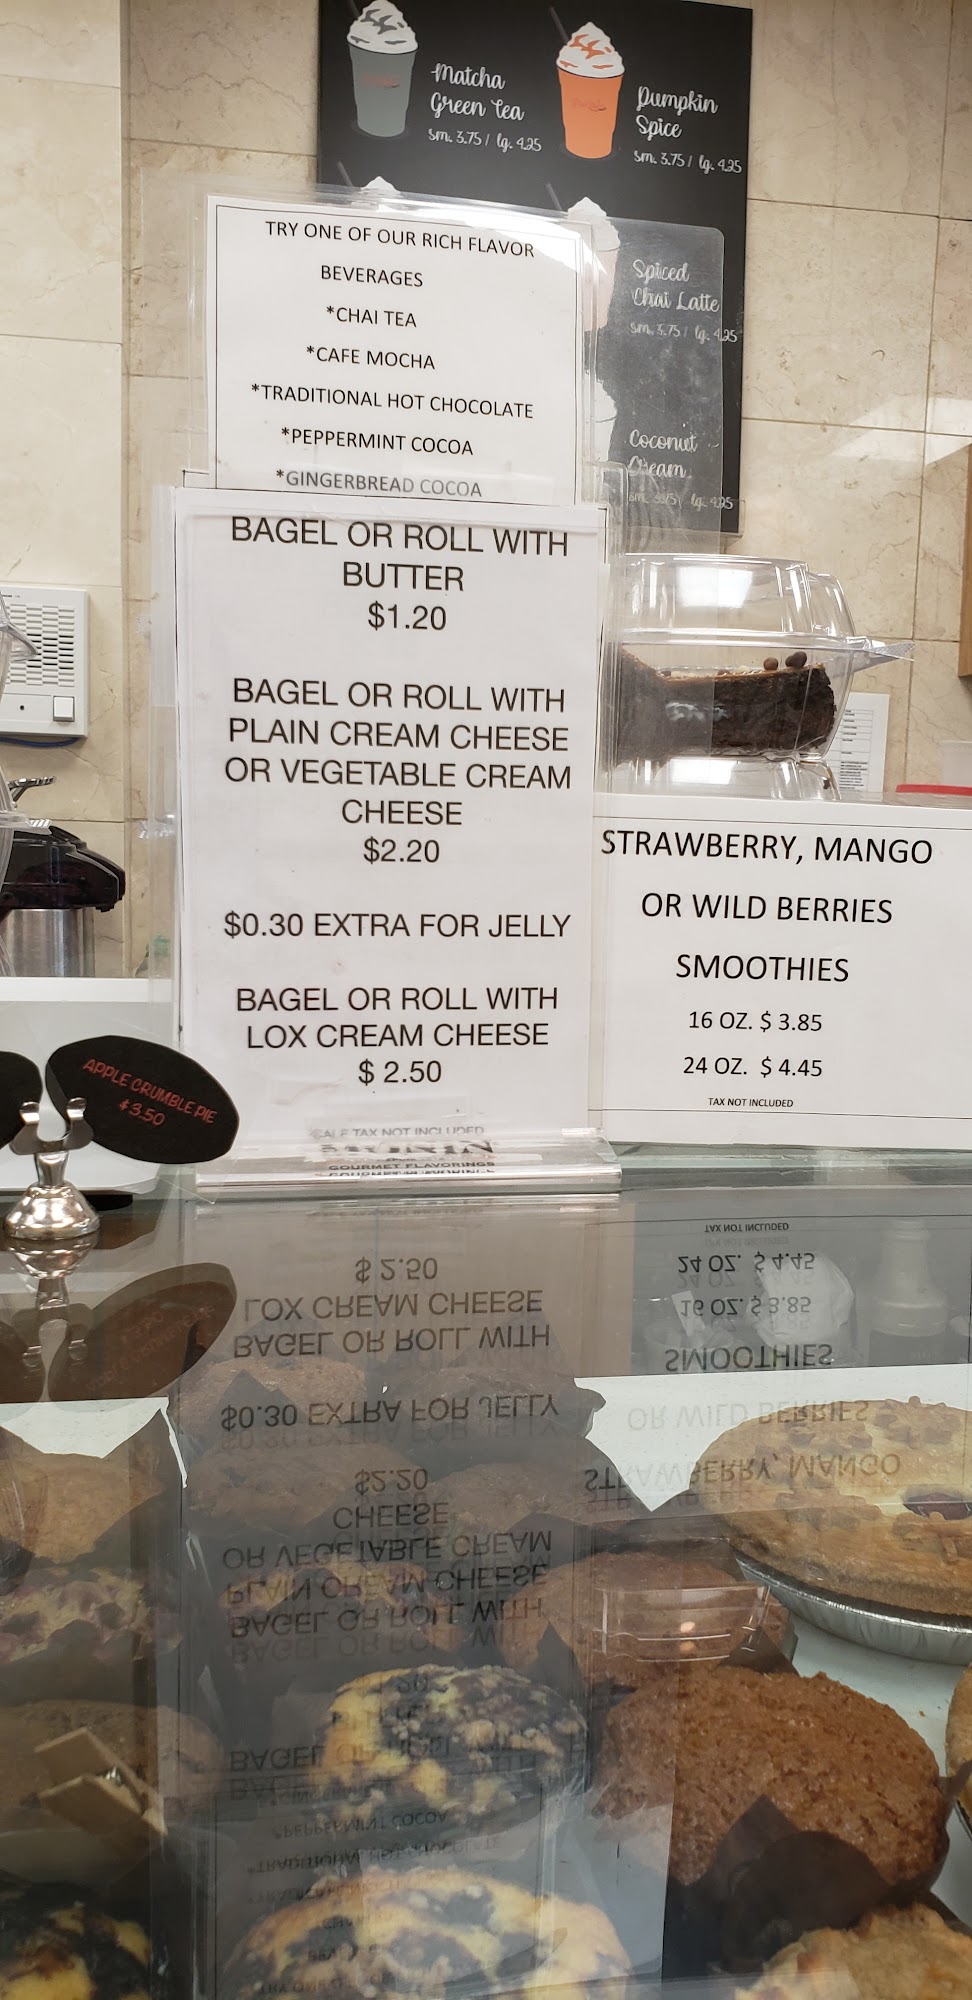 Matcha
Green Tea
sm. 3.75 / lg. 4.25
Pumpkin
Spice
sm. 3.75 / lg. 4.25
Spiced
Chai Latte
sm. 3.75 / lg. 4.25
Coconut
Cream
lg. 4.25
TRY ONE OF OUR RICH FLAVOR
BEVERAGES
*CHAI TEA
*CAFE MOCHA
*TRADITIONAL HOT CHOCOLATE
*PEPPERMINT COCOA
*GINGERBREAD COCOA
BAGEL OR ROLL WITH
BUTTER
$1.20
BAGEL OR ROLL WITH
PLAIN CREAM CHEESE
OR VEGETABLE CREAM
CHEESE
$2.20
$0.30 EXTRA FOR JELLY
BAGEL OR ROLL WITH
LOX CREAM CHEESE
$ 2.50
TAX NOT INCLUDED
GOURMET FLAVORINGS
STRAWBERRY, MANGO
OR WILD BERRIES
SMOOTHIES
16 OZ. $ 3.85
24 OZ. $ 4.45
TAX NOT INCLUDED
APPLE CRUMBLE PIE
$3.50